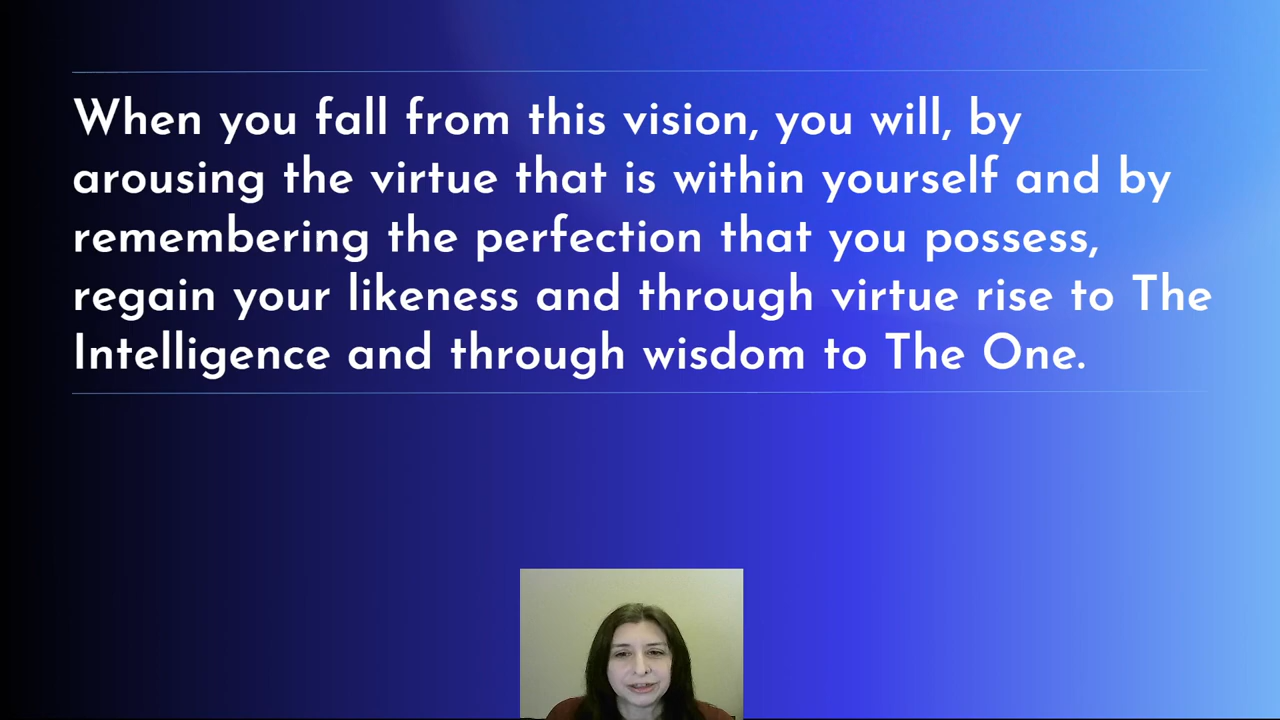 When you fall from this vision, you will, by
arousing the virtue that is within yourself and by
remembering the perfection that you possess,
regain your likeness and through virtue rise to The
Intelligence and through wisdom to The One.